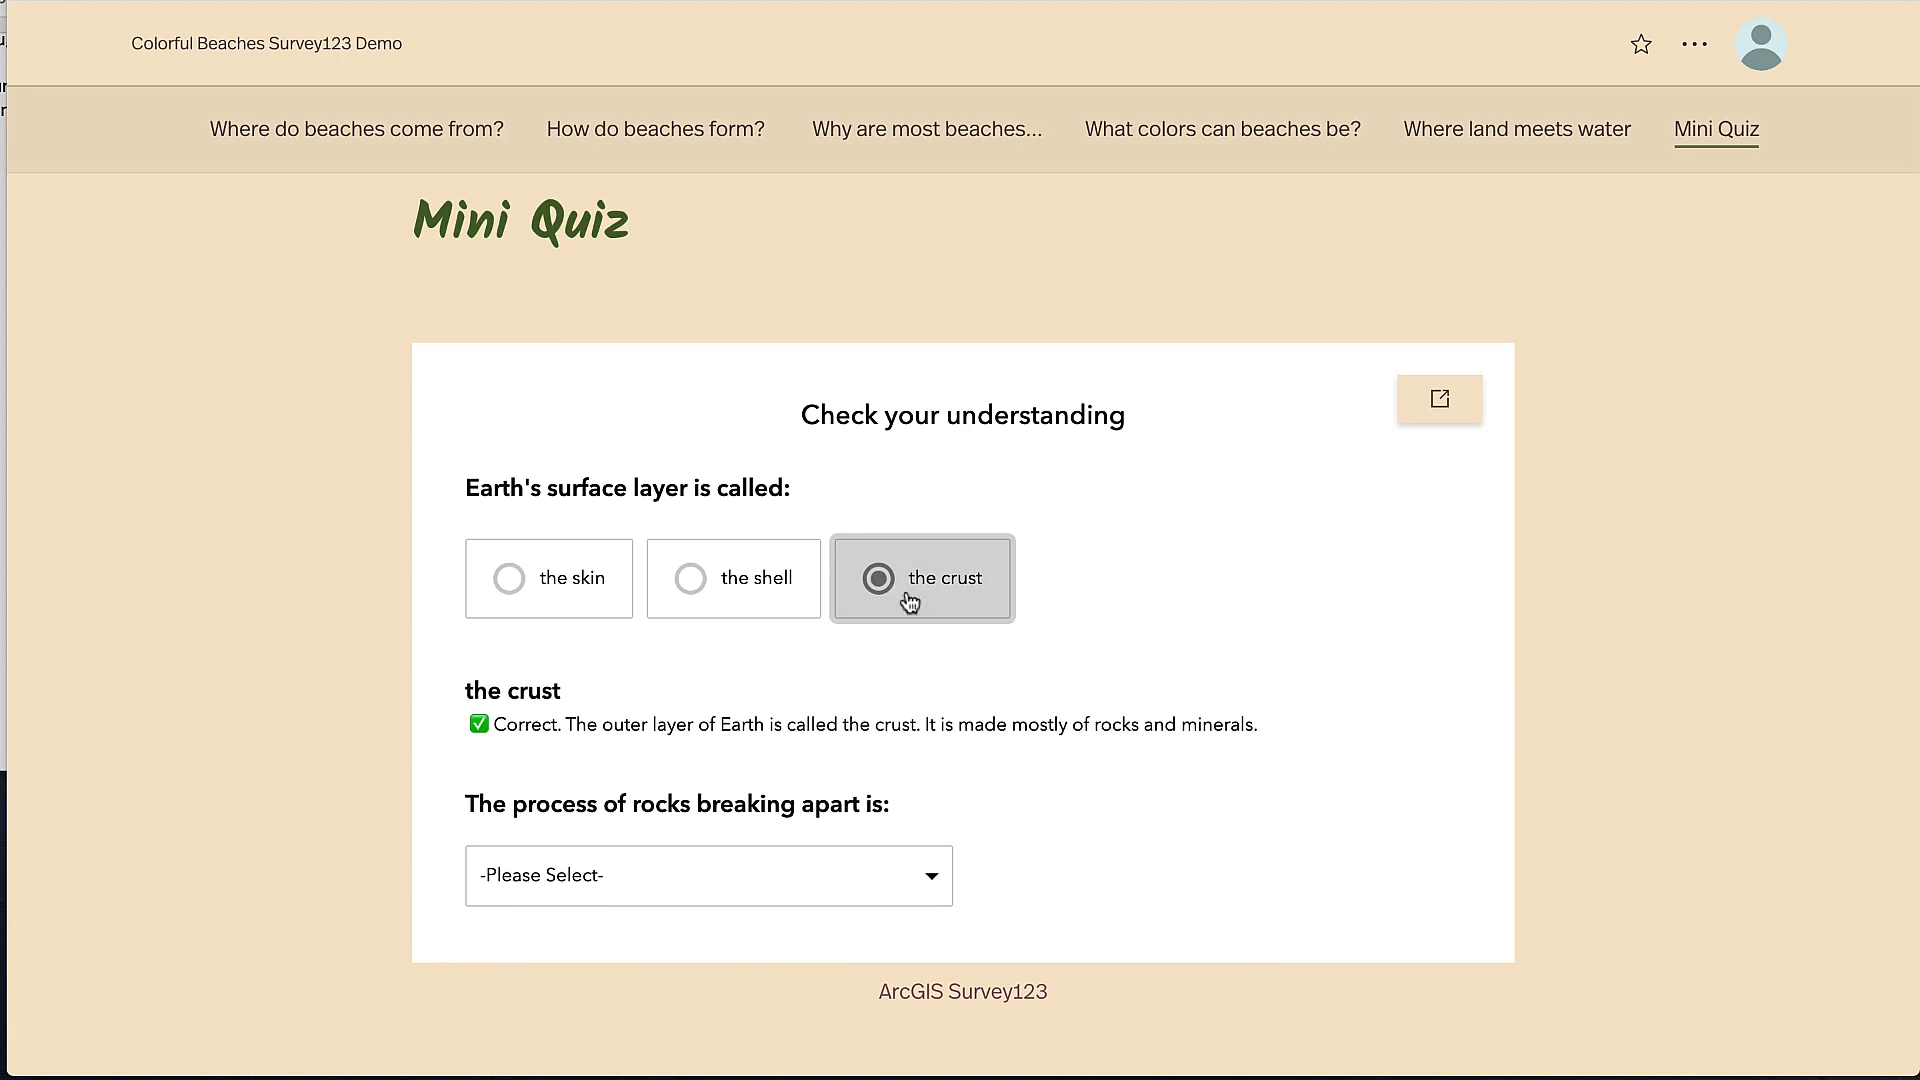 Colorful Beaches Survey123 Demo
Where do beaches come from? How do beaches form? Why are most beaches... What colors can beaches be? Where land meets water Mini Quiz
Mini Quiz
Check your understanding
Earth's surface layer is called:
the skin the shell the crust
the crust
✅ Correct. The outer layer of Earth is called the crust. It is made mostly of rocks and minerals.
The process of rocks breaking apart is:
-Please Select-
ArcGIS Survey123